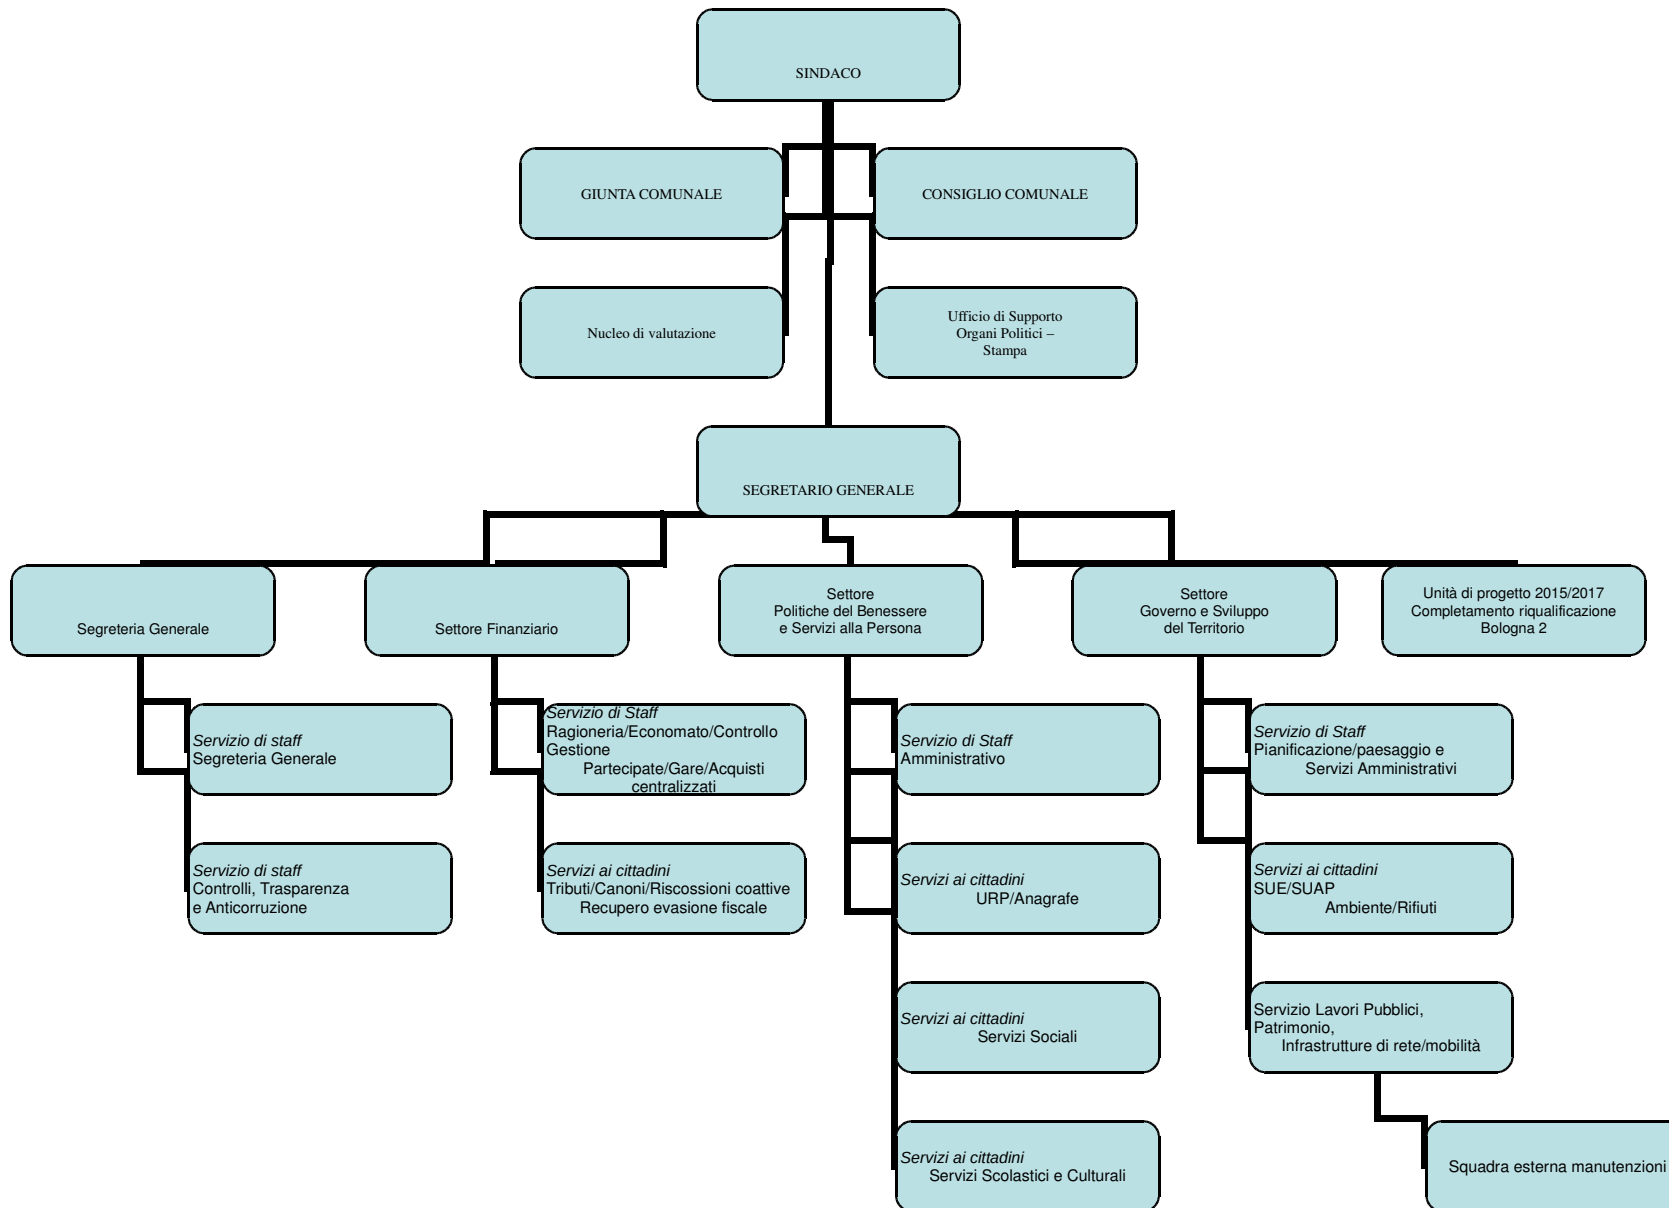 SINDACO
GIUNTA COMUNALE
CONSIGLIO COMUNALE
Nucleo di valutazione
Ufficio di Supporto
Organi Politici –
Stampa
SEGRETARIO GENERALE
Segreteria Generale
Settore Finanziario
Settore
Politiche del Benessere
e Servizi alla Persona
Settore
Governo e Sviluppo
del Territorio
Unità di progetto 2015/2017
Completamento riqualificazione
Bologna 2
Servizio di staff
Segreteria Generale
Servizio di Staff
Ragioneria/Economato/Controllo
Gestione
Partecipate/Gare/Acquisti
centralizzati
Servizio di Staff
Amministrativo
Servizio di Staff
Pianificazione/paesaggio e
Servizi Amministrativi
Servizio di staff
Controlli, Trasparenza
e Anticorruzione
Servizi ai cittadini
Tributi/Canoni/Riscossioni coattive
Recupero evasione fiscale
Servizi ai cittadini
URP/Anagrafe
Servizi ai cittadini
SUE/SUAP
Ambiente/Rifiuti
Servizi ai cittadini
Servizi Sociali
Servizio Lavori Pubblici,
Patrimonio,
Infrastrutture di rete/mobilità
Servizi ai cittadini
Servizi Scolastici e Culturali
Squadra esterna manutenzioni